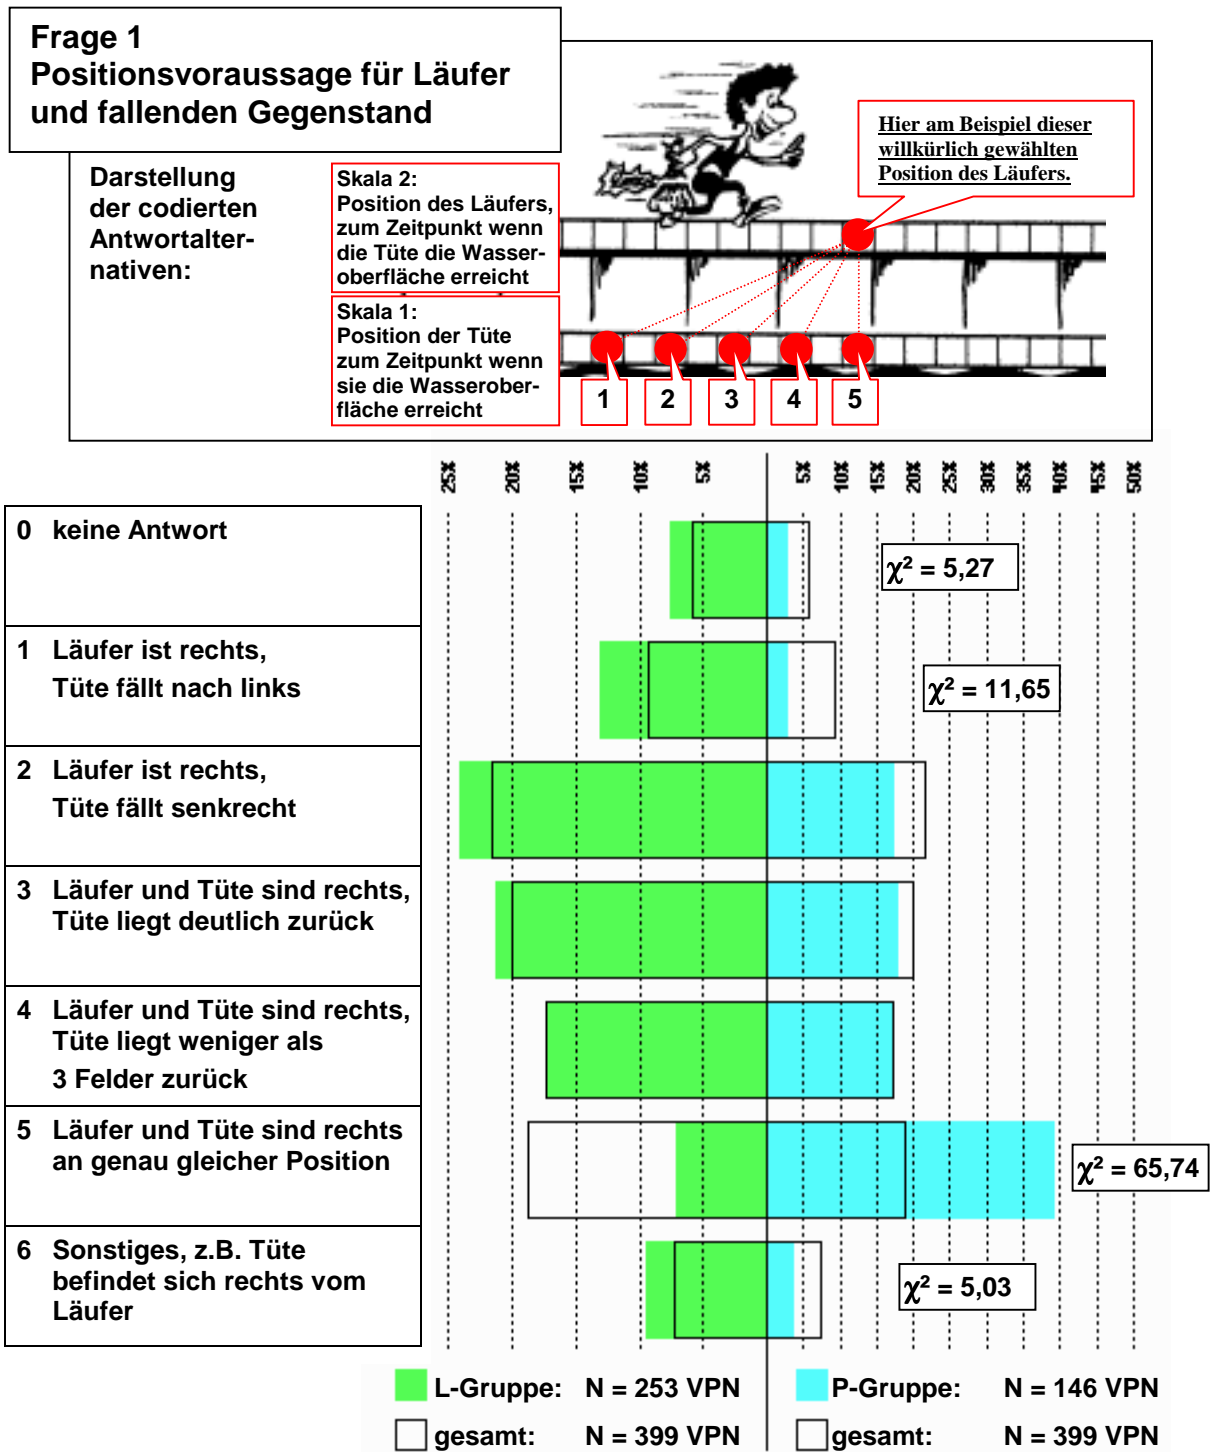 Frage 1
Positionsvoraussage für Läufer
und fallenden Gegenstand
Darstellung
der codierten
Antwortalter-
nativen:
Skala 2:
Position des Läufers,
zum Zeitpunkt wenn
die Tüte die Wasser-
oberfläche erreicht
Skala 1:
Position der Tüte
zum Zeitpunkt wenn
sie die Wasserober-
fläche erreicht
Hier am Beispiel dieser
willkürlich gewählten
Position des Läufers.
1 2 3 4 5
25% 20% 15% 10% 5% 5% 10% 15% 20% 25% 30% 35% 40% 45% 50%
0 keine Antwort
χ² = 5,27
1 Läufer ist rechts,
Tüte fällt nach links
χ² = 11,65
2 Läufer ist rechts,
Tüte fällt senkrecht
3 Läufer und Tüte sind rechts,
Tüte liegt deutlich zurück
4 Läufer und Tüte sind rechts,
Tüte liegt weniger als
3 Felder zurück
5 Läufer und Tüte sind rechts
an genau gleicher Position
χ² = 65,74
6 Sonstiges, z.B. Tüte
befindet sich rechts vom
Läufer
χ² = 5,03
L-Gruppe: N = 253 VPN P-Gruppe: N = 146 VPN
gesamt: N = 399 VPN gesamt: N = 399 VPN